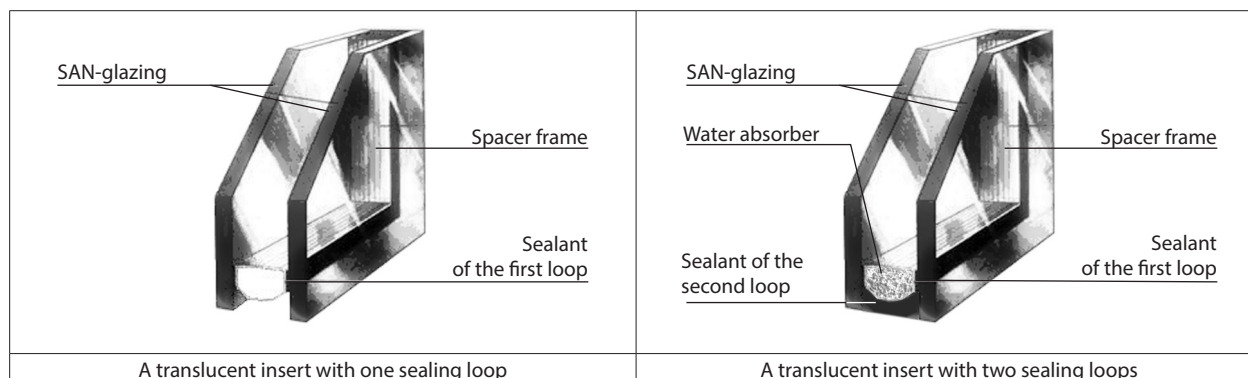 SAN-glazing
Spacer frame
Sealant
of the first loop
A translucent insert with one sealing loop
SAN-glazing
Water absorber
Spacer frame
Sealant of the
second loop
Sealant
of the first loop
A translucent insert with two sealing loops